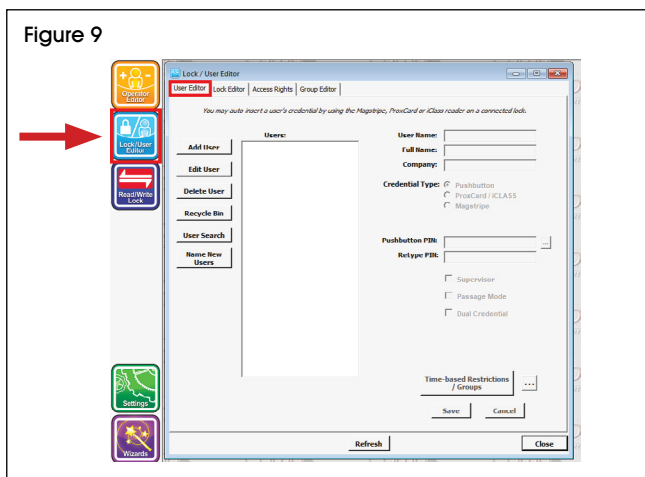 Figure 9
Operator
Editor
Lock/User
Editor
Read/Write
Lock
Settings
Wizards
Lock / User Editor
User Editor Lock Editor Access Rights Group Editor
You may auto insert a user's credential by using the Magstripe, ProxCard or iClass reader on a connected lock.
Add User
Edit User
Delete User
Recycle Bin
User Search
Name New
Users
Users:
User Name:
Full Name:
Company:
Credential Type: Pushbutton
ProxCard / iCLASS
Magstripe
Pushbutton PIN: ...
Retype PIN:
Supervisor
Passage Mode
Dual Credential
Time-based Restrictions
/ Groups ...
Save Cancel
Refresh Close